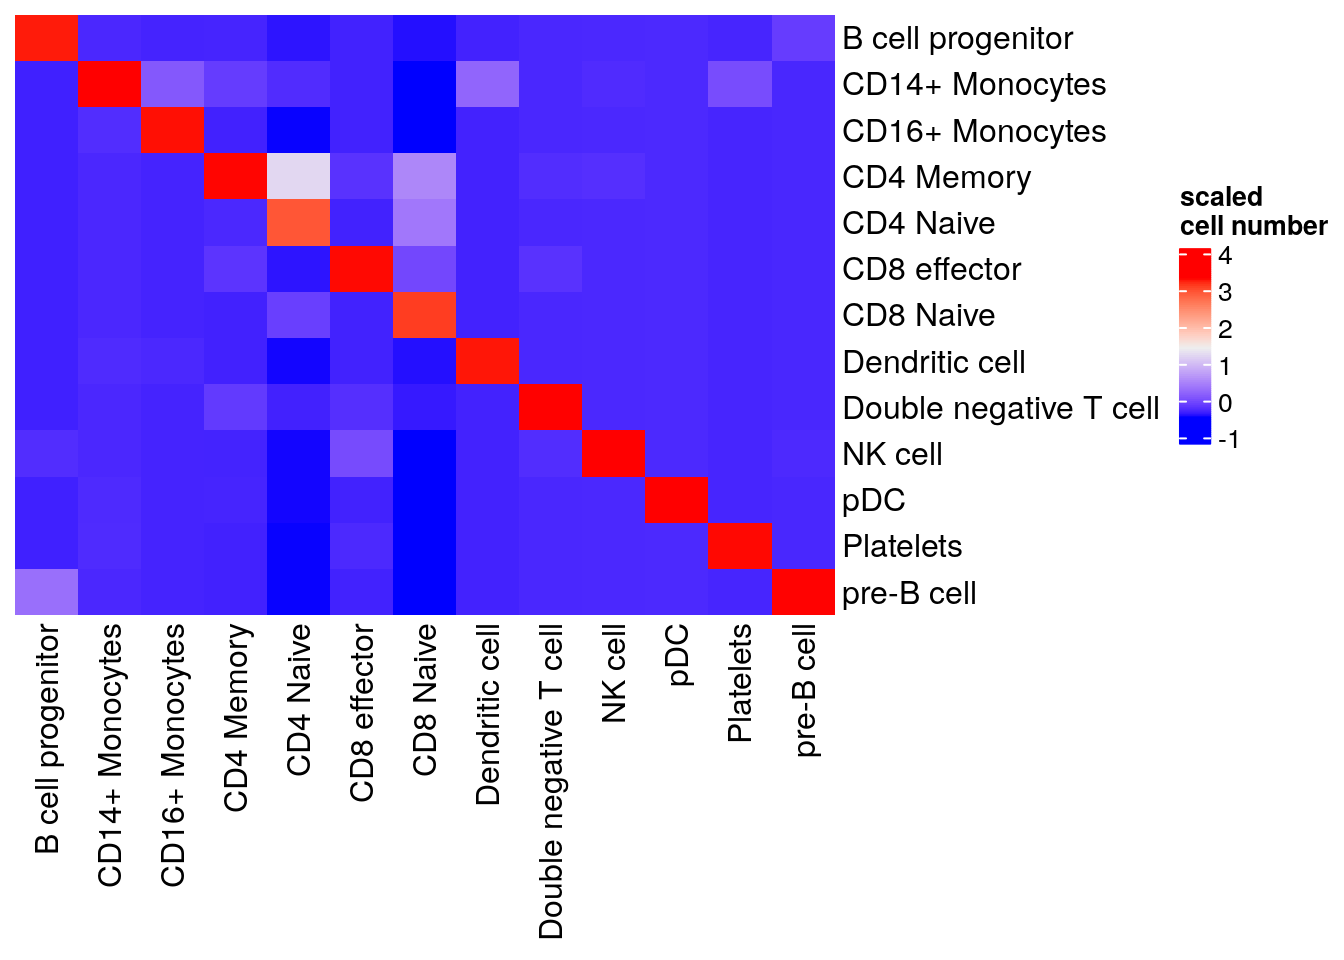 B cell progenitor
CD14+ Monocytes
CD16+ Monocytes
CD4 Memory
CD4 Naive
CD8 effector
CD8 Naive
Dendritic cell
Double negative T cell
NK cell
pDC
Platelets
pre-B cell
scaled
cell number
4
3
2
1
0
-1
B cell progenitor
CD14+ Monocytes
CD16+ Monocytes
CD4 Memory
CD4 Naive
CD8 effector
CD8 Naive
Dendritic cell
Double negative T cell
NK cell
pDC
Platelets
pre-B cell